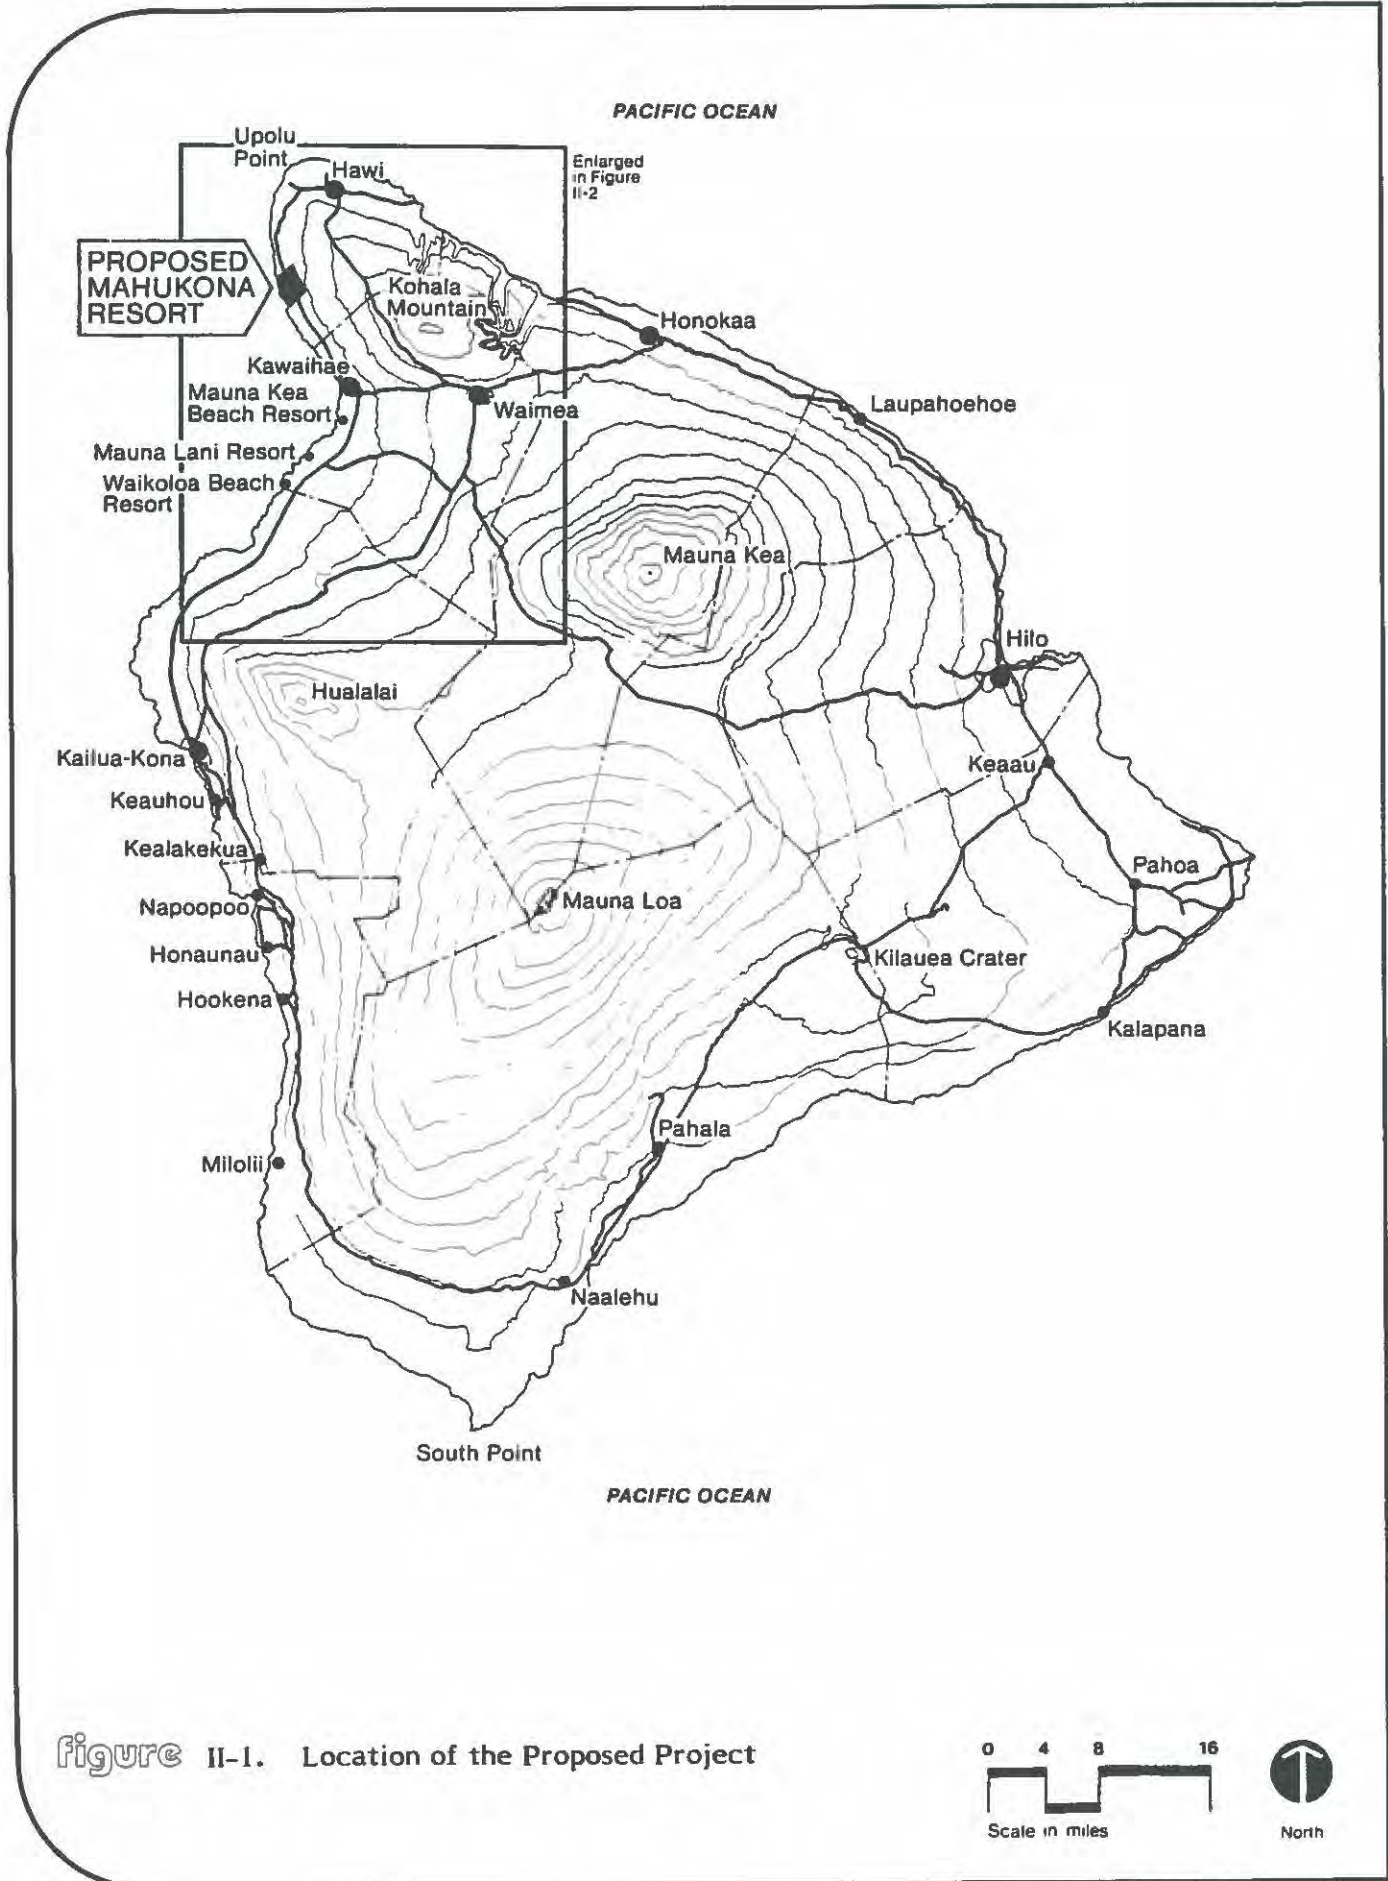 PACIFIC OCEAN
Upolu
Point
Hawi
Enlarged
in Figure
II-2
PROPOSED
MAHUKONA
RESORT
Kohala
Mountain
Honokaa
Kawaihae
Mauna Kea
Beach Resort
Waimea
Laupahoehoe
Mauna Lani Resort
Waikoloa Beach
Resort
Mauna Kea
Hilo
Hualalai
Kailua-Kona
Keaau
Keauhou
Kealakekua
Pahoa
Napoopoo
Mauna Loa
Honaunau
Kilauea Crater
Hookena
Kalapana
Pahala
Milolii
Naalehu
South Point
PACIFIC OCEAN
figure II-1. Location of the Proposed Project
0 4 8 16
Scale in miles
North